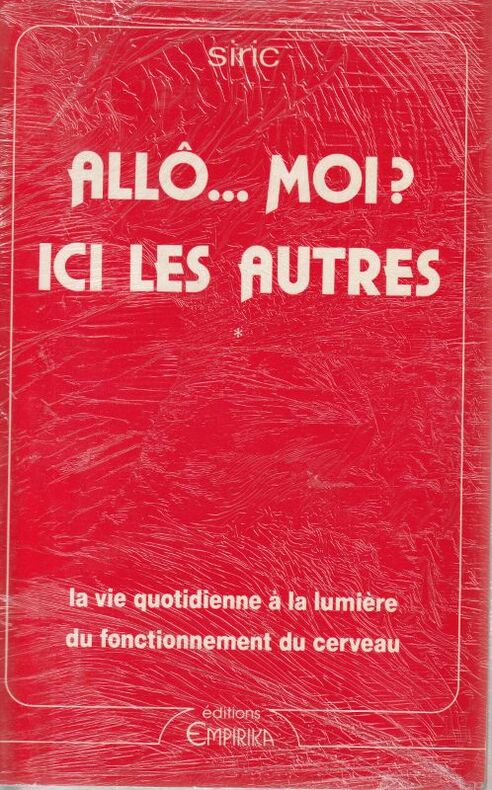 siric
ALLÔ... MOI?
ICI LES AUTRES
*
la vie quotidienne à la lumière
du fonctionnement du cerveau
éditions
EMPIRIKA